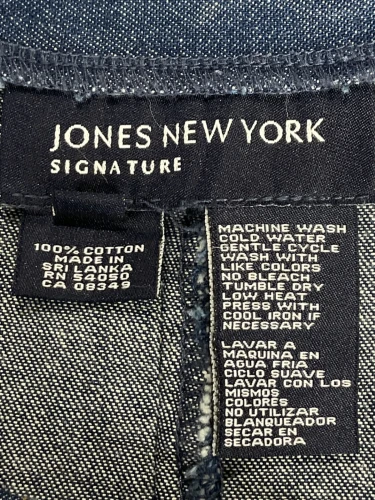 JONES NEW YORK
SIGNATURE
100% COTTON
MADE IN
SRI LANKA
RN 54050
CA 08349
MACHINE WASH
COLD WATER
GENTLE CYCLE
WASH WITH
LIKE COLORS
NO BLEACH
TUMBLE DRY
LOW HEAT
PRESS WITH
COOL IRON IF
NECESSARY
LAVAR A
MAQUINA EN
AGUA FRIA
CICLO SUAVE
LAVAR CON LOS
MISMOS
COLORES
NO UTILIZAR
BLANQUEADOR
SECAR EN
SECADORA